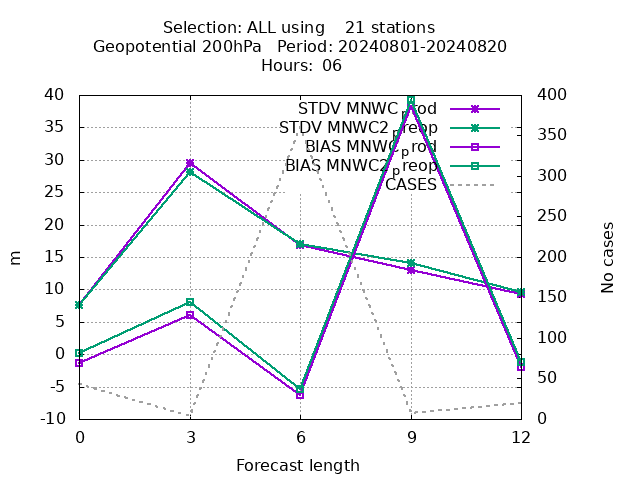 Selection: ALL using    21 stations
Geopotential 200hPa   Period: 20240801-20240820
Hours: 06
40
35
30
25
20
15
10
5
0
-5
-10
m
400
350
300
250
200
150
100
50
0
No cases
STDV MNWC_prod
STDV MNWC2_preop
BIAS MNWC_prod
BIAS MNWC2_preop
CASES
0 3 6 9 12
Forecast length